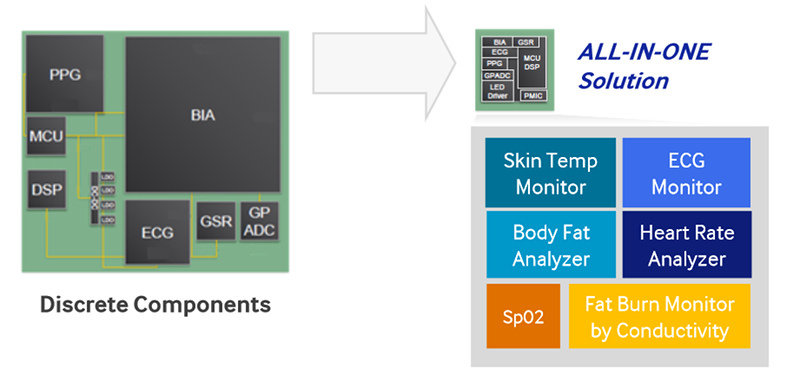 PPG
BIA
MCU
DSP
LDO
LDO
LDO
LDO
ECG
GSR
GP
ADC
Discrete Components
BIA
GSR
ECG
PPG
MCU
DSP
GPADC
LED
Driver
PMIC
ALL-IN-ONE
Solution
Skin Temp
Monitor
ECG
Monitor
Body Fat
Analyzer
Heart Rate
Analyzer
Sp02
Fat Burn Monitor
by Conductivity